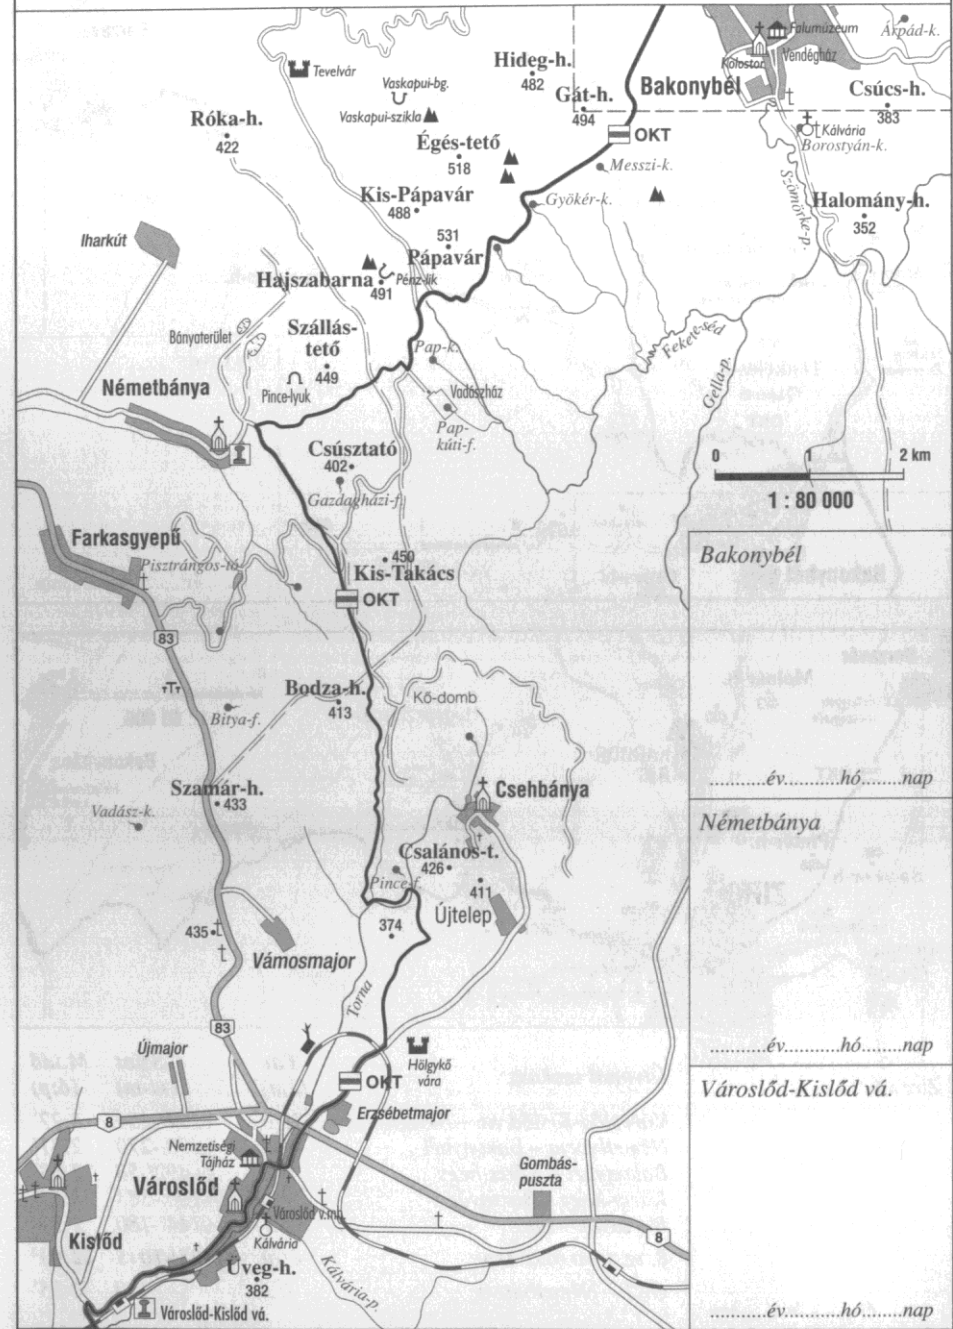 Hideg-h.
482
Falumúzeum
Árpád-k.
Kolostor
Vendégház
Tevelvár
Vaskapui-bg.
Vaskapui-szikla
Gát-h.
494
Bakonybél
Csúcs-h.
383
Róka-h.
422
OKT
Kálvária
Borostyán-k.
Égés-tető
518
Messzi-k.
Kis-Pápavár
488
Gyökér-k.
Szömörke-p.
Halomány-h.
352
Iharkút
531
Pápavár
Hajszabarna
491
Pénz-lik
Bányaterület
Szállás-
tető
449
Pap-k.
Fekete-séd
Gella-p.
Németbánya
Pince-lyuk
Vadászház
Pap-
kúti-f.
Csúsztató
402
0 1 2 km
Gazdagházi-f.
1 : 80 000
Farkasgyepű
Pisztrángos-tó
450
Kis-Takács
OKT
Bakonybél
83
Bodza-h.
413
Kő-domb
Bitya-f.
..........év..........hó........nap
Szamár-h.
433
Csehbánya
Vadász-k.
Németbánya
Csalános-t.
426
Pince-f.
411
Újtelep
374
435
Vámosmajor
Torna
83
Újmajor
Hölgykő
vára
..........év..........hó........nap
OKT
Városlőd-Kislőd vá.
8
Erzsébetmajor
Nemzetiségi
Tájház
Gombás-
puszta
Városlőd
Városlőd v.mh.
Kislőd
Kálvária
8
Üveg-h.
382
Kálvária-p.
Városlőd-Kislőd vá.
..........év..........hó........nap